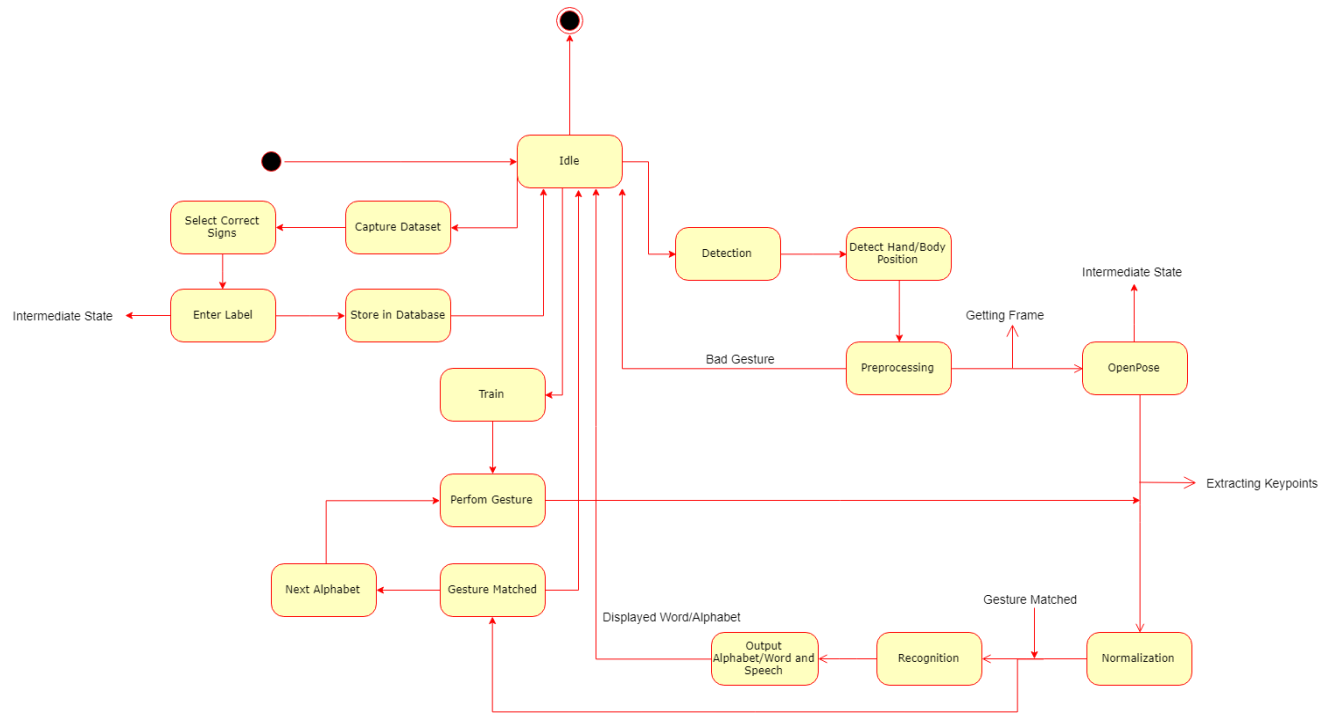 Idle
Select Correct
Signs
Capture Dataset
Detection
Detect Hand/Body
Position
Intermediate State
Intermediate State
Enter Label
Store in Database
Getting Frame
Bad Gesture
Preprocessing
OpenPose
Train
Perfom Gesture
Extracting Keypoints
Next Alphabet
Gesture Matched
Gesture Matched
Displayed Word/Alphabet
Output
Alphabet/Word and
Speech
Recognition
Normalization